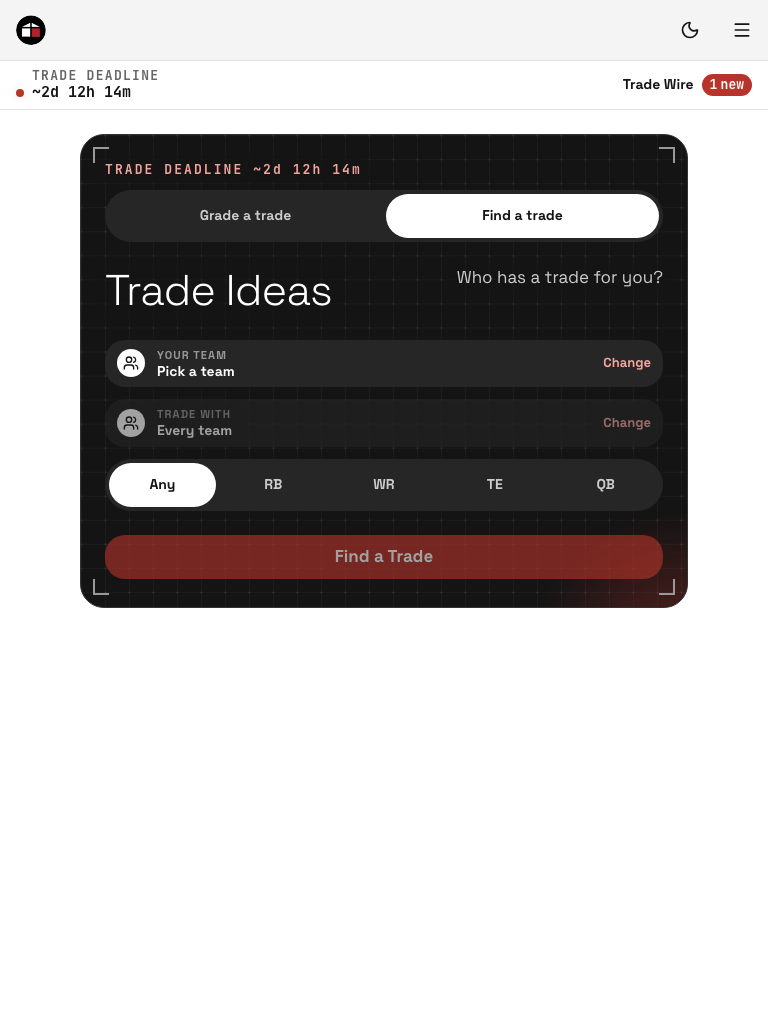 TRADE DEADLINE
~2d 12h 14m
Trade Wire 1 new
TRADE DEADLINE ~2d 12h 14m
Grade a trade Find a trade
Trade Ideas
Who has a trade for you?
YOUR TEAM
Pick a team
Change
TRADE WITH
Every team
Change
Any RB WR TE QB
Find a Trade